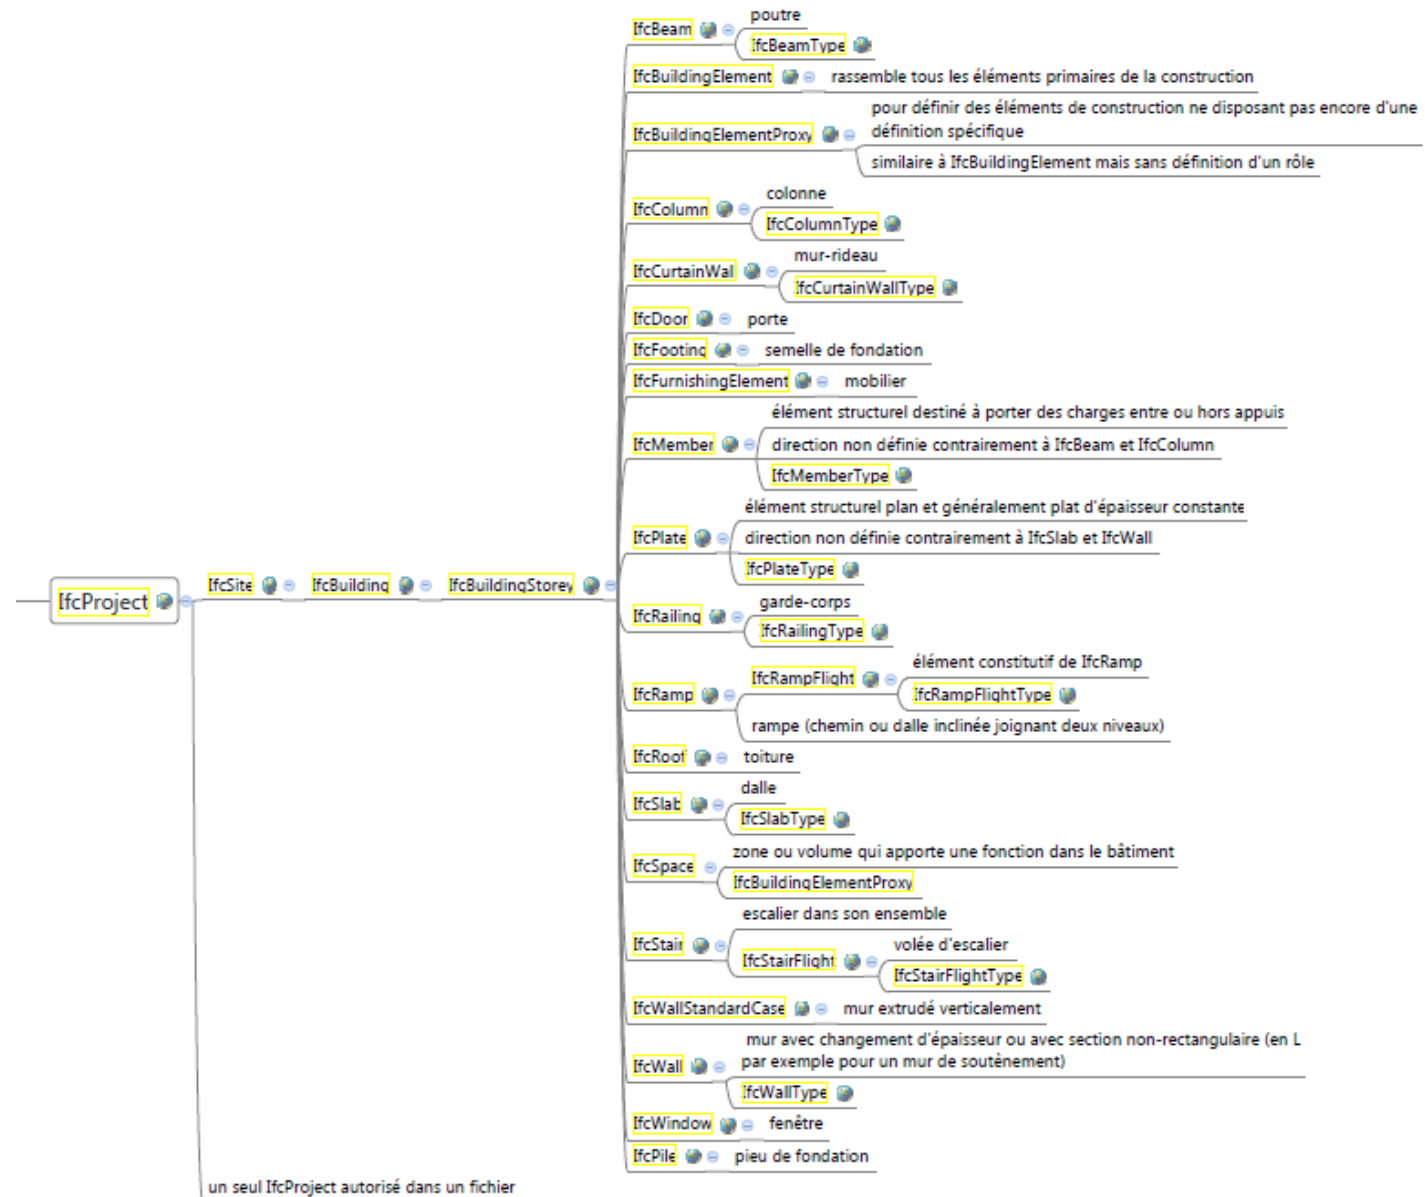 IfcProject
IfcSite
IfcBuilding
IfcBuildingStorey
IfcBeam
poutre
IfcBeamType
IfcBuildingElement
rassemble tous les éléments primaires de la construction
IfcBuildingElementProxy
pour définir des éléments de construction ne disposant pas encore d'une
définition spécifique
similaire à IfcBuildingElement mais sans définition d'un rôle
IfcColumn
colonne
IfcColumnType
IfcCurtainWal
mur-rideau
IfcCurtainWallType
IfcDoor
porte
IfcFooting
semelle de fondation
IfcFurnishingElement
mobilier
IfcMember
élément structurel destiné à porter des charges entre ou hors appuis
direction non définie contrairement à IfcBeam et IfcColumn
IfcMemberType
IfcPlate
élément structurel plan et généralement plat d'épaisseur constante
direction non définie contrairement à IfcSlab et IfcWall
IfcPlateType
IfcRailing
garde-corps
IfcRailingType
IfcRamp
IfcRampFlight
élément constitutif de IfcRamp
IfcRampFlightType
rampe (chemin ou dalle inclinée joignant deux niveaux)
IfcRoof
toiture
IfcSlab
dalle
IfcSlabType
IfcSpace
zone ou volume qui apporte une fonction dans le bâtiment
IfcBuildingElementProxy
IfcStair
escalier dans son ensemble
IfcStairFlight
volée d'escalier
IfcStairFlightType
IfcWallStandardCase
mur extrudé verticalement
IfcWall
mur avec changement d'épaisseur ou avec section non-rectangulaire (en L
par exemple pour un mur de soutènement)
IfcWallType
IfcWindow
fenêtre
IfcPile
pieu de fondation
un seul IfcProject autorisé dans un fichier